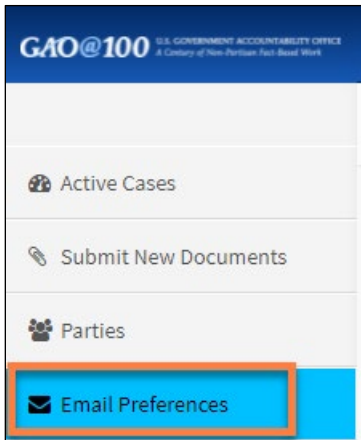 GAO@100 U.S. GOVERNMENT ACCOUNTABILITY OFFICE
A Century of Non-Partisan Fact-Based Work
Active Cases
Submit New Documents
Parties
Email Preferences